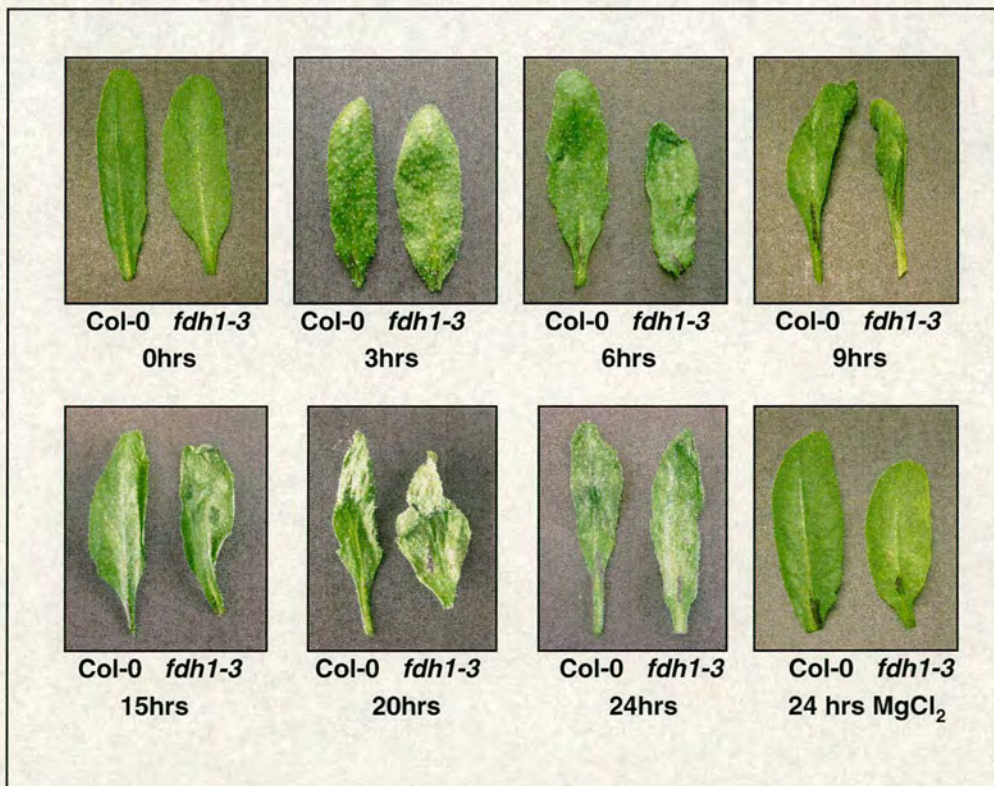 Col-0 fdh1-3 Col-0 fdh1-3 Col-0 fdh1-3 Col-0 fdh1-3
0hrs 3hrs 6hrs 9hrs
Col-0 fdh1-3 Col-0 fdh1-3 Col-0 fdh1-3 Col-0 fdh1-3
15hrs 20hrs 24hrs 24 hrs MgCl₂